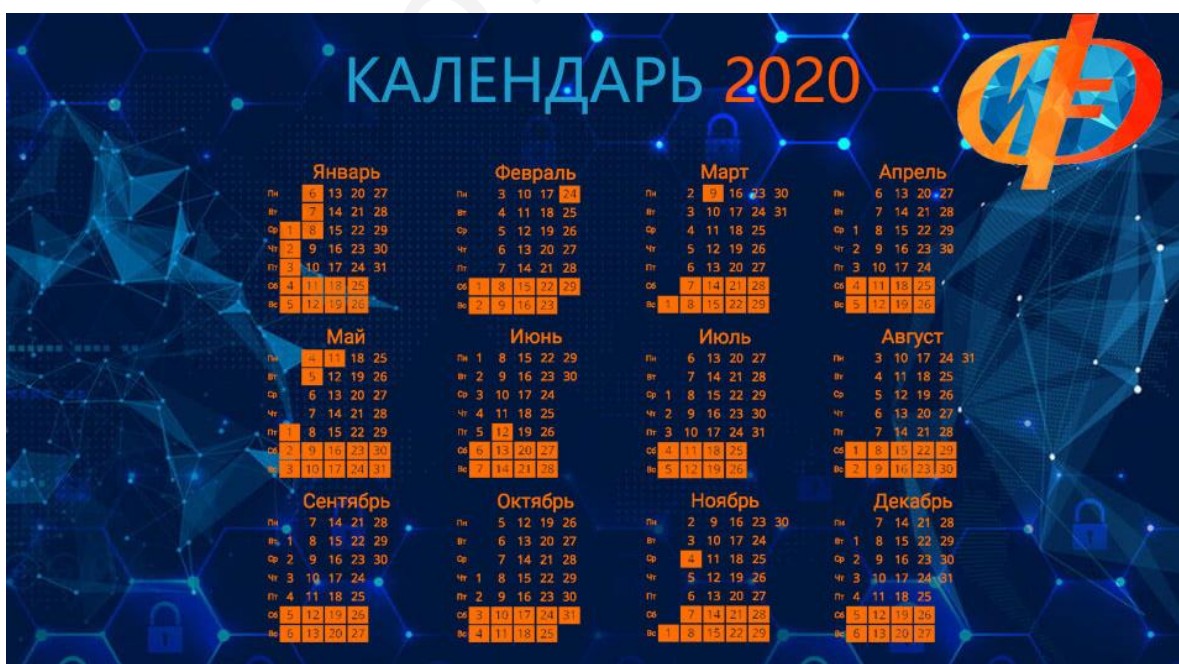 КАЛЕНДАРЬ 2020
Январь
Пн 6 13 20 27
Вт 7 14 21 28
Ср 1 8 15 22 29
Чт 2 9 16 23 30
Пт 3 10 17 24 31
Сб 4 11 18 25
Вс 5 12 19 26
Февраль
Пн 3 10 17 24
Вт 4 11 18 25
Ср 5 12 19 26
Чт 6 13 20 27
Пт 7 14 21 28
Сб 1 8 15 22 29
Вс 2 9 16 23
Март
Пн 2 9 16 23 30
Вт 3 10 17 24 31
Ср 4 11 18 25
Чт 5 12 19 26
Пт 6 13 20 27
Сб 7 14 21 28
Вс 1 8 15 22 29
Апрель
Пн 6 13 20 27
Вт 7 14 21 28
Ср 1 8 15 22 29
Чт 2 9 16 23 30
Пт 3 10 17 24
Сб 4 11 18 25
Вс 5 12 19 26
Май
Пн 4 11 18 25
Вт 5 12 19 26
Ср 6 13 20 27
Чт 7 14 21 28
Пт 1 8 15 22 29
Сб 2 9 16 23 30
Вс 3 10 17 24 31
Июнь
Пн 1 8 15 22 29
Вт 2 9 16 23 30
Ср 3 10 17 24
Чт 4 11 18 25
Пт 5 12 19 26
Сб 6 13 20 27
Вс 7 14 21 28
Июль
Пн 6 13 20 27
Вт 7 14 21 28
Ср 1 8 15 22 29
Чт 2 9 16 23 30
Пт 3 10 17 24 31
Сб 4 11 18 25
Вс 5 12 19 26
Август
Пн 3 10 17 24 31
Вт 4 11 18 25
Ср 5 12 19 26
Чт 6 13 20 27
Пт 7 14 21 28
Сб 1 8 15 22 29
Вс 2 9 16 23 30
Сентябрь
Пн 7 14 21 28
Вт 1 8 15 22 29
Ср 2 9 16 23 30
Чт 3 10 17 24
Пт 4 11 18 25
Сб 5 12 19 26
Вс 6 13 20 27
Октябрь
Пн 5 12 19 26
Вт 6 13 20 27
Ср 7 14 21 28
Чт 1 8 15 22 29
Пт 2 9 16 23 30
Сб 3 10 17 24 31
Вс 4 11 18 25
Ноябрь
Пн 2 9 16 23 30
Вт 3 10 17 24
Ср 4 11 18 25
Чт 5 12 19 26
Пт 6 13 20 27
Сб 7 14 21 28
Вс 1 8 15 22 29
Декабрь
Пн 7 14 21 28
Вт 1 8 15 22 29
Ср 2 9 16 23 30
Чт 3 10 17 24 31
Пт 4 11 18 25
Сб 5 12 19 26
Вс 6 13 20 27